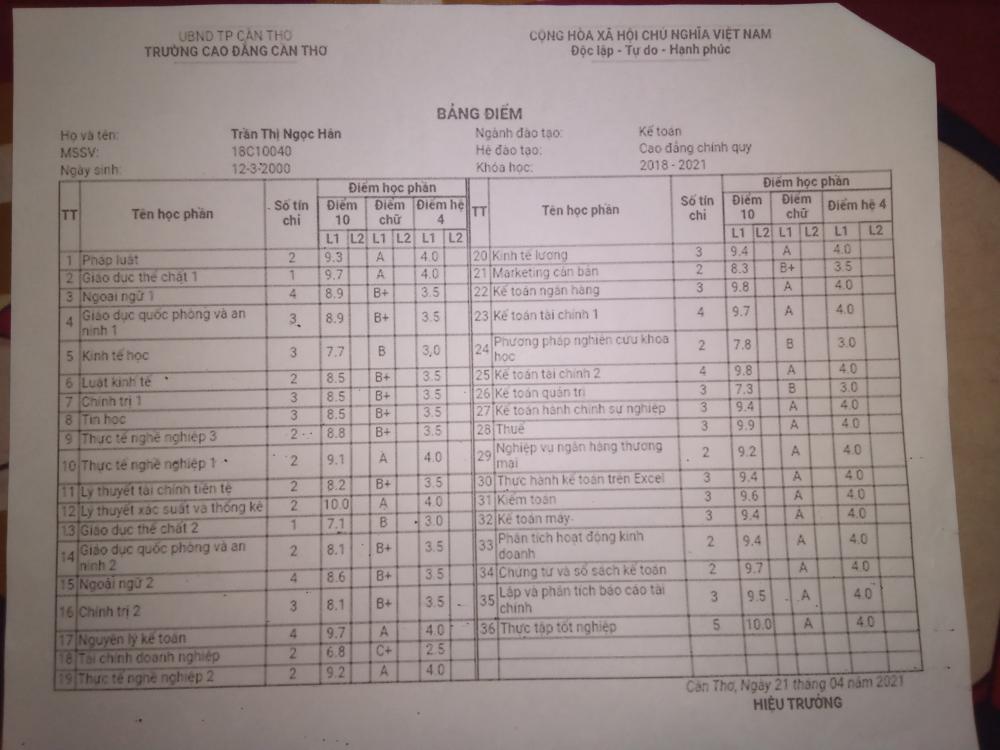 UBND TP CẦN THƠ
TRƯỜNG CAO ĐẲNG CẦN THƠ
CỘNG HÒA XÃ HỘI CHỦ NGHĨA VIỆT NAM
Độc lập - Tự do - Hạnh phúc
BẢNG ĐIỂM
Họ và tên: Trần Thị Ngọc Hân
MSSV: 18C10040
Ngày sinh: 12-3-2000
Ngành đào tạo: Kế toán
Hệ đào tạo: Cao đẳng chính quy
Khóa học: 2018 - 2021
TT Tên học phần Số tín chỉ Điểm học phần
Điểm 10 Điểm chữ Điểm hệ 4
L1 L2 L1 L2 L1 L2
1 Pháp luật 2 9.3 A 4.0
2 Giáo dục thể chất 1 1 9.7 A 4.0
3 Ngoại ngữ 1 4 8.9 B+ 3.5
4 Giáo dục quốc phòng và an
ninh 1 3 8.9 B+ 3.5
5 Kinh tế học 3 7.7 B 3,0
6 Luật kinh tế 2 8.5 B+ 3.5
7 Chính trị 1 3 8.5 B+ 3.5
8 Tin học 3 8.5 B+ 3.5
9 Thực tế nghề nghiệp 3 2 8.8 B+ 3.5
10 Thực tế nghề nghiệp 1 2 9.1 A 4.0
11 Lý thuyết tài chính tiền tệ 2 8.2 B+ 3.5
12 Lý thuyết xác suất và thống kê 2 10.0 A 4.0
13 Giáo dục thể chất 2 1 7.1 B 3.0
14 Giáo dục quốc phòng và an
ninh 2 2 8.1 B+ 3.5
15 Ngoại ngữ 2 4 8.6 B+ 3.5
16 Chính trị 2 3 8.1 B+ 3.5
17 Nguyên lý kế toán 4 9.7 A 4.0
18 Tài chính doanh nghiệp 2 6.8 C+ 2.5
19 Thực tế nghề nghiệp 2 2 9.2 A 4.0
TT Tên học phần Số tín chỉ Điểm học phần
Điểm 10 Điểm chữ Điểm hệ 4
L1 L2 L1 L2 L1 L2
20 Kinh tế lượng 3 9.4 A 4.0
21 Marketing căn bản 2 8.3 B+ 3.5
22 Kế toán ngân hàng 3 9.8 A 4.0
23 Kế toán tài chính 1 4 9.7 A 4.0
24 Phương pháp nghiên cứu khoa
học 2 7.8 B 3.0
25 Kế toán tài chính 2 4 9.8 A 4.0
26 Kế toán quản trị 3 7.3 B 3.0
27 Kế toán hành chính sự nghiệp 3 9.4 A 4.0
28 Thuế 3 9.9 A 4.0
29 Nghiệp vụ ngân hàng thương
mại 2 9.2 A 4.0
30 Thực hành kế toán trên Excel 3 9.4 A 4.0
31 Kiểm toán 3 9.6 A 4.0
32 Kế toán máy 3 9.4 A 4.0
33 Phân tích hoạt động kinh
doanh 2 9.4 A 4.0
34 Chứng từ và sổ sách kế toán 2 9.7 A 4.0
35 Lập và phân tích báo cáo tài
chính 3 9.5 A 4.0
36 Thực tập tốt nghiệp 5 10.0 A 4.0
Cần Thơ, Ngày 21 tháng 04 năm 2021
HIỆU TRƯỞNG